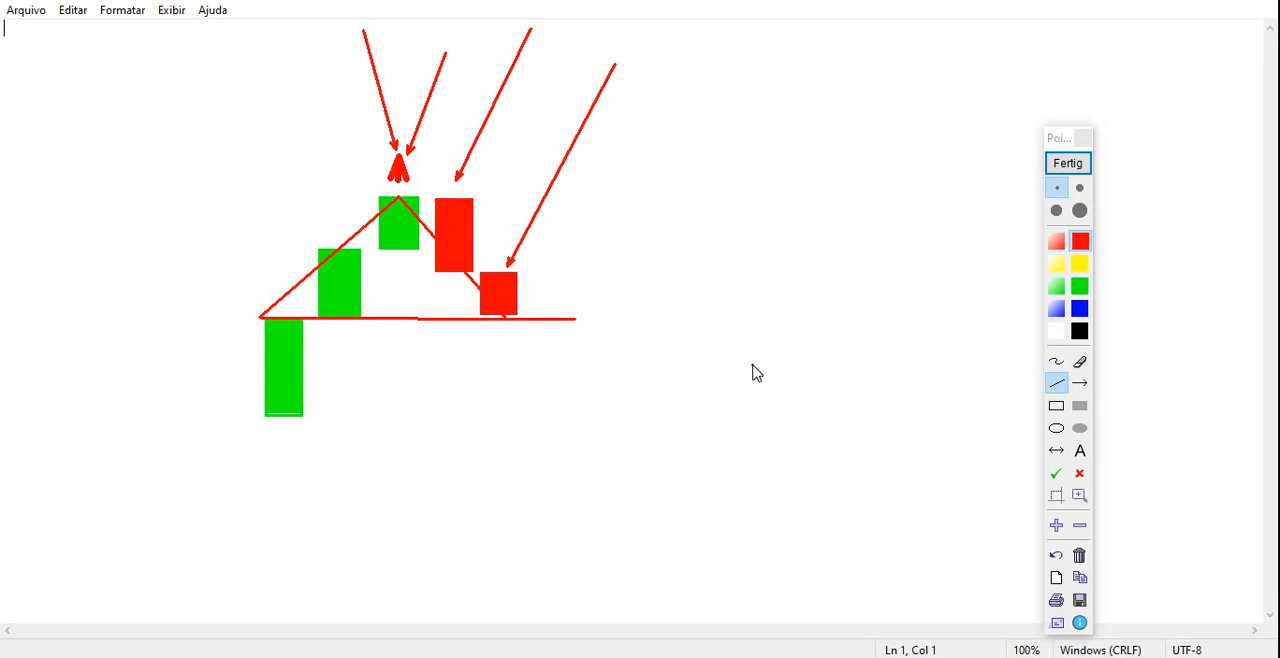 Arquivo Editar Formatar Exibir Ajuda
Poi...
Fertig
A
Ln 1, Col 1 100% Windows (CRLF) UTF-8